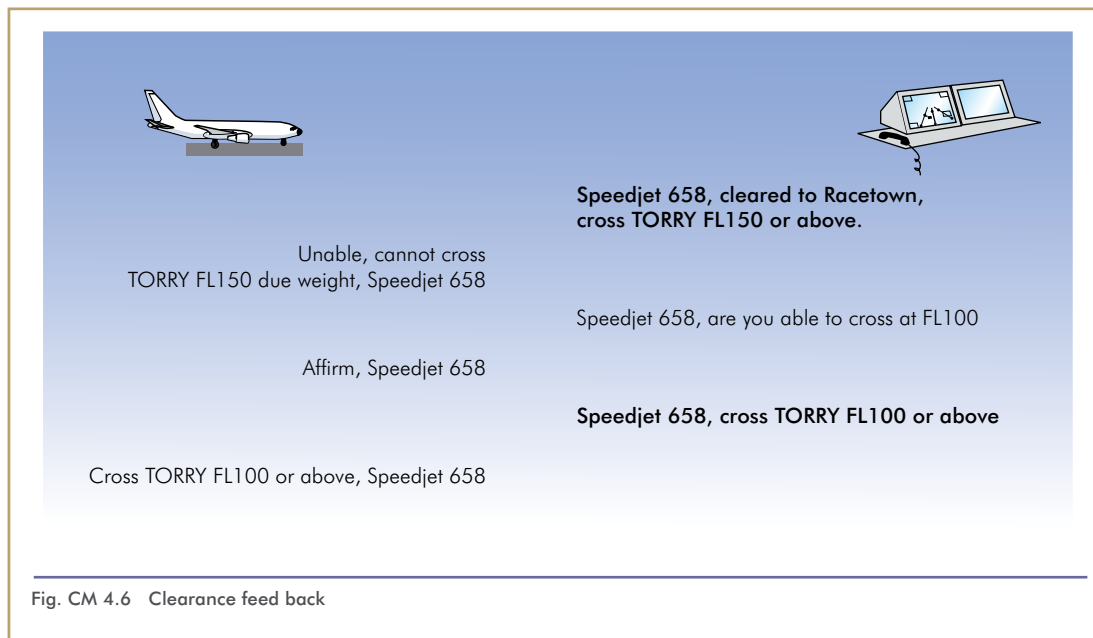 Speedjet 658, cleared to Racetown,
cross TORRY FL150 or above.
Unable, cannot cross
TORRY FL150 due weight, Speedjet 658
Speedjet 658, are you able to cross at FL100
Affirm, Speedjet 658
Speedjet 658, cross TORRY FL100 or above
Cross TORRY FL100 or above, Speedjet 658
Fig. CM 4.6 Clearance feed back